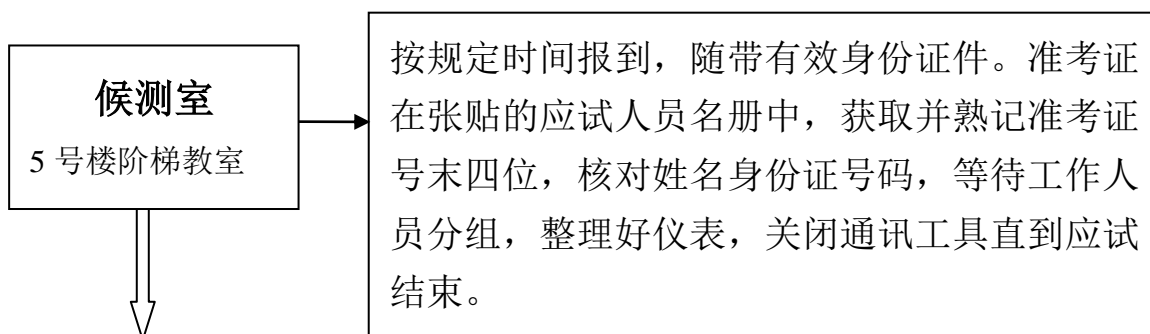 候测室
5 号楼阶梯教室
按规定时间报到，随带有效身份证件。准考证
在张贴的应试人员名册中，获取并熟记准考证
号末四位，核对姓名身份证号码，等待工作人
员分组，整理好仪表，关闭通讯工具直到应试
结束。